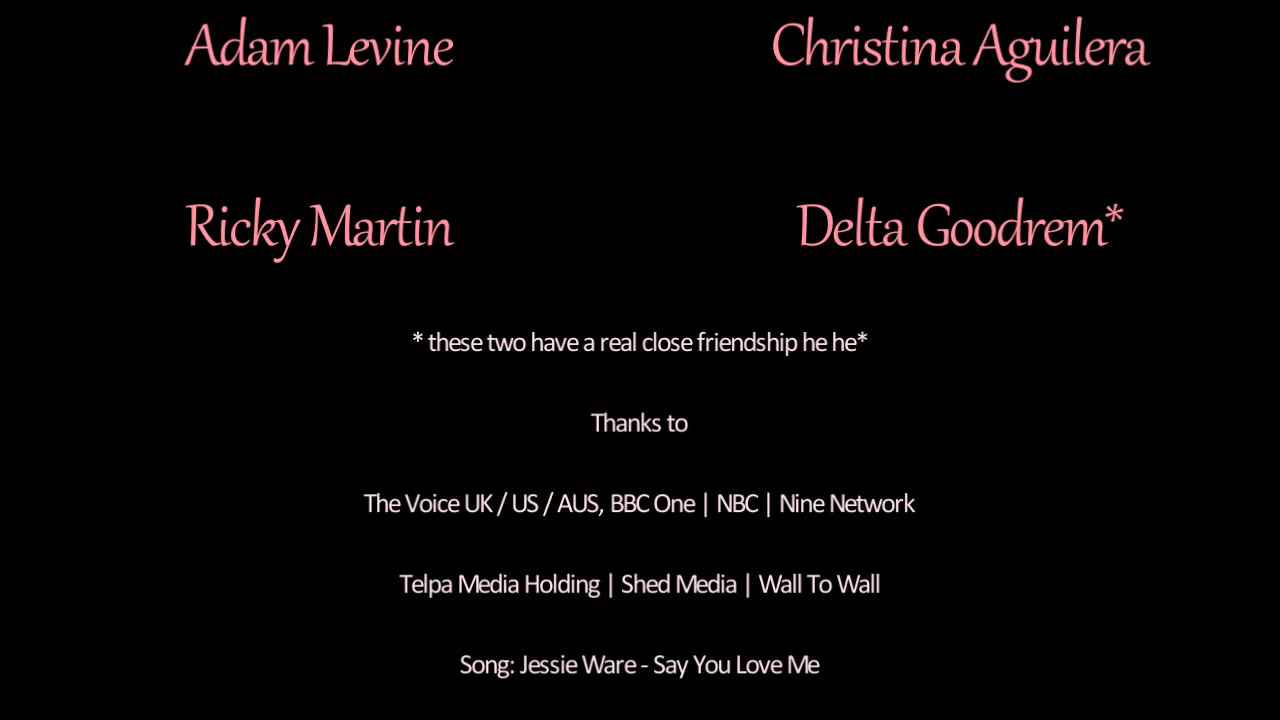 Adam Levine Christina Aguilera
Ricky Martin Delta Goodrem*
* these two have a real close friendship he he*
Thanks to
The Voice UK / US / AUS, BBC One | NBC | Nine Network
Telpa Media Holding | Shed Media | Wall To Wall
Song: Jessie Ware - Say You Love Me